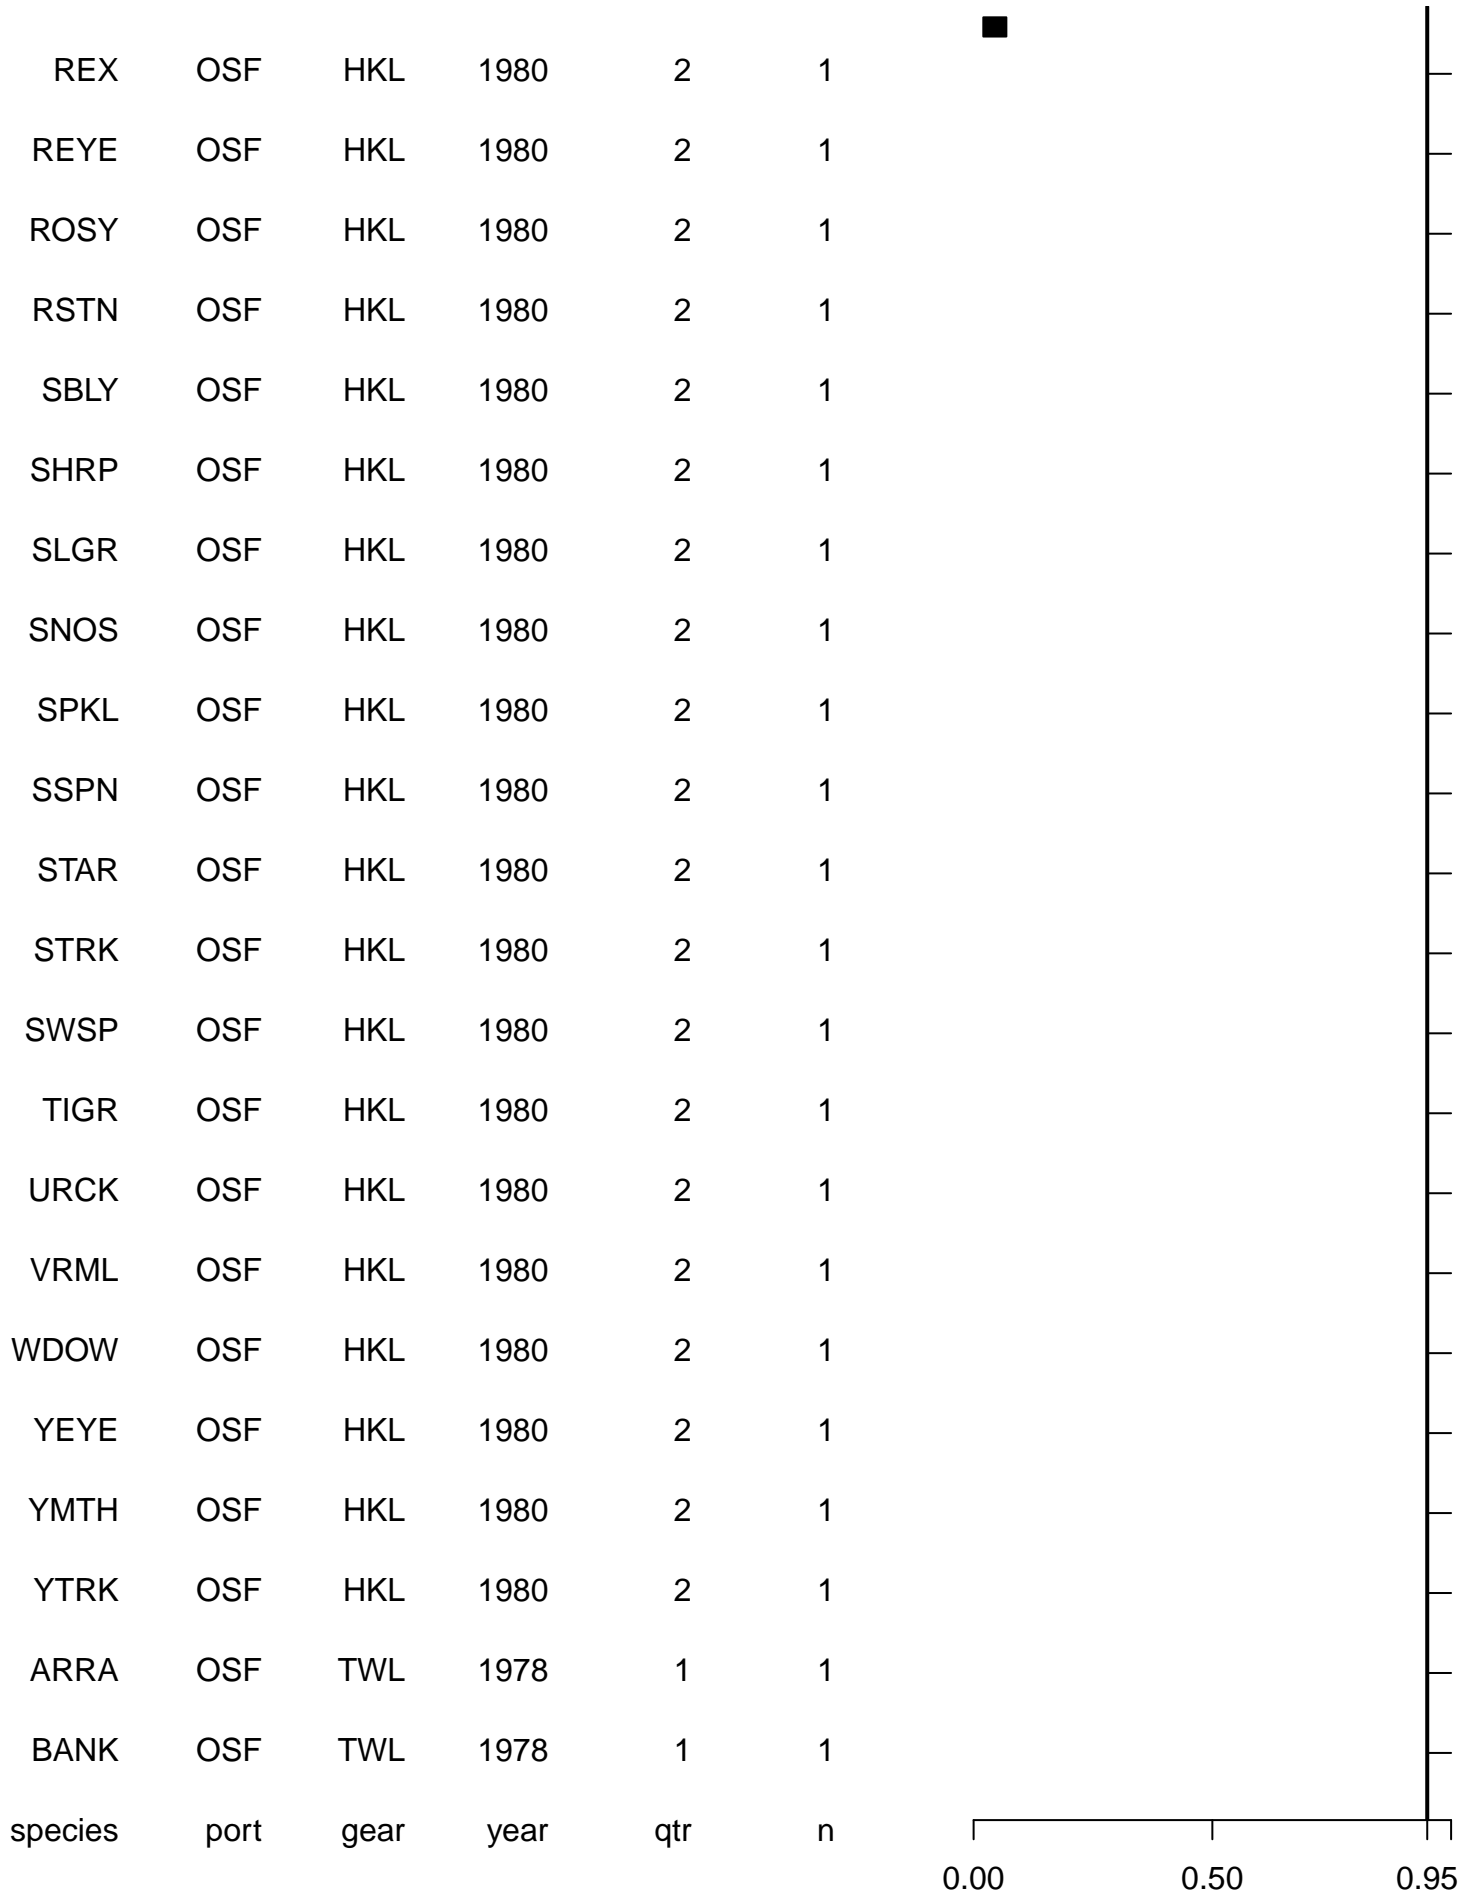 REX OSF HKL 1980 2 1
REYE OSF HKL 1980 2 1
ROSY OSF HKL 1980 2 1
RSTN OSF HKL 1980 2 1
SBLY OSF HKL 1980 2 1
SHRP OSF HKL 1980 2 1
SLGR OSF HKL 1980 2 1
SNOS OSF HKL 1980 2 1
SPKL OSF HKL 1980 2 1
SSPN OSF HKL 1980 2 1
STAR OSF HKL 1980 2 1
STRK OSF HKL 1980 2 1
SWSP OSF HKL 1980 2 1
TIGR OSF HKL 1980 2 1
URCK OSF HKL 1980 2 1
VRML OSF HKL 1980 2 1
WDOW OSF HKL 1980 2 1
YEYE OSF HKL 1980 2 1
YMTH OSF HKL 1980 2 1
YTRK OSF HKL 1980 2 1
ARRA OSF TWL 1978 1 1
BANK OSF TWL 1978 1 1
species port gear year qtr n
0.00 0.50 0.95